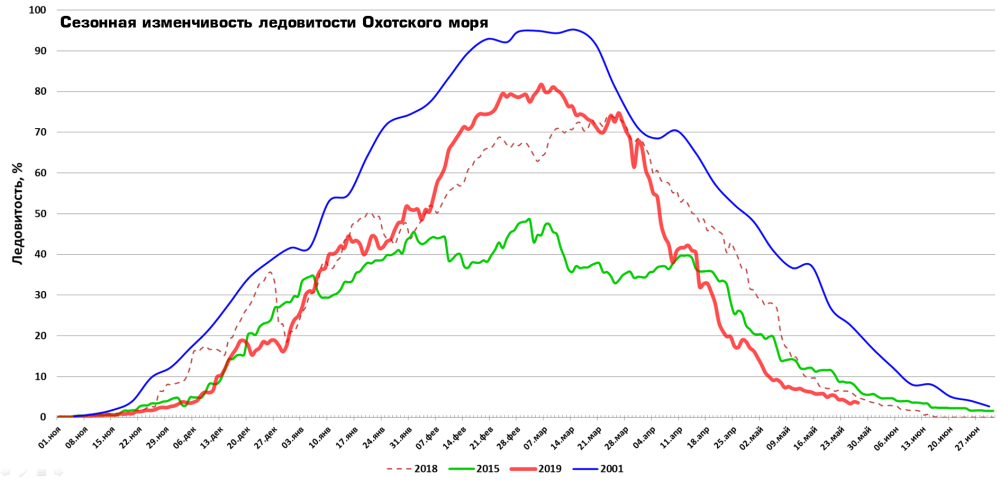 Сезонная изменчивость ледовитости Охотского моря
Ледовитость, %
100
90
80
70
60
50
40
30
20
10
0
01.ноя
08.ноя
15.ноя
22.ноя
29.ноя
06.дек
13.дек
20.дек
27.дек
03.янв
10.янв
17.янв
24.янв
31.янв
07.фев
14.фев
21.фев
28.фев
07.мар
14.мар
21.мар
28.мар
04.апр
11.апр
18.апр
25.апр
02.май
09.май
16.май
23.май
30.май
06.июн
13.июн
20.июн
27.июн
2018
2015
2019
2001